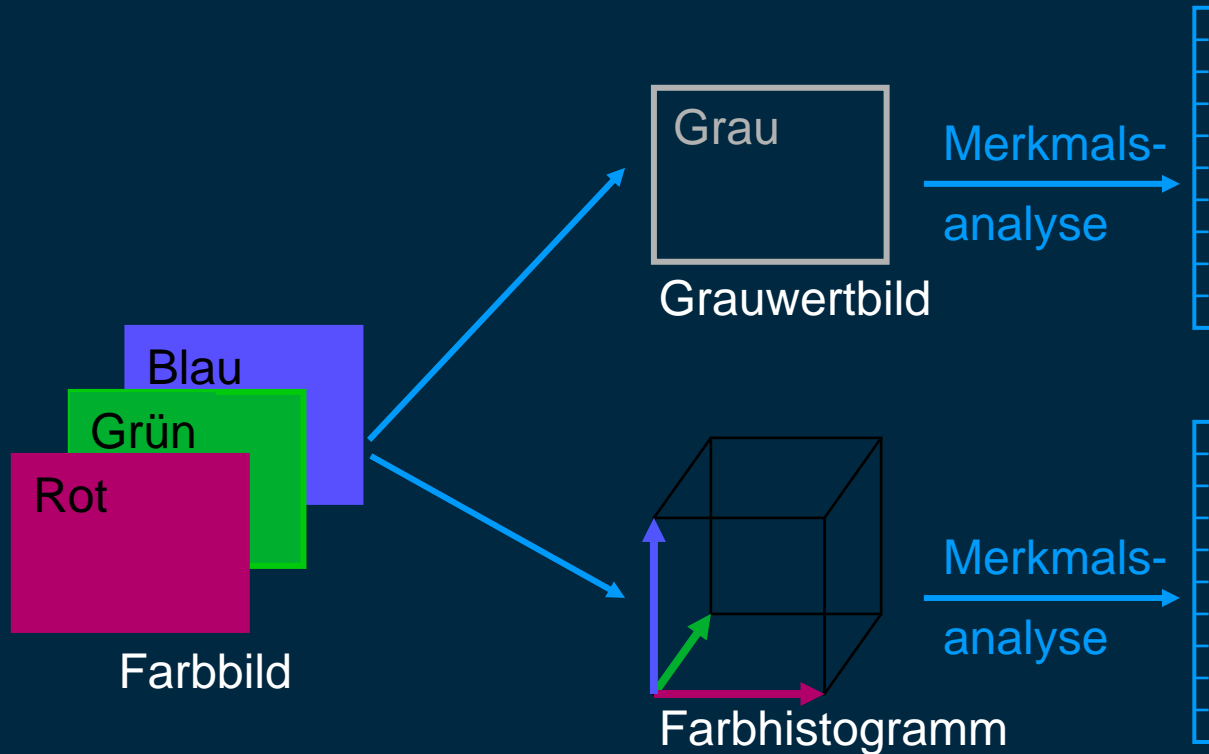 Blau
Grün
Rot
Farbbild
Grau
Grauwertbild
Merkmals-
analyse
Farbhistogramm
Merkmals-
analyse